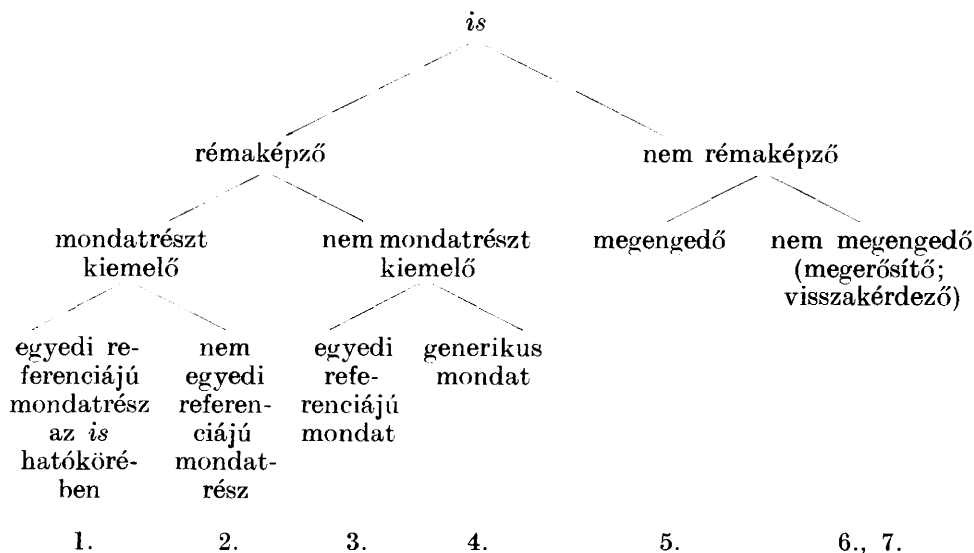 is
rémaképző
nem rémaképző
mondatrészt
kiemelő
nem mondatrészt
kiemelő
megengedő
nem megengedő
(megerősítő;
visszakérdező)
egyedi re-
ferenciájú
mondatrész
az is
hatóköré-
ben
nem
egyedi
referen-
ciájú
mondat-
rész
egyedi
refe-
renciájú
mondat
generikus
mondat
1. 2. 3. 4. 5. 6., 7.